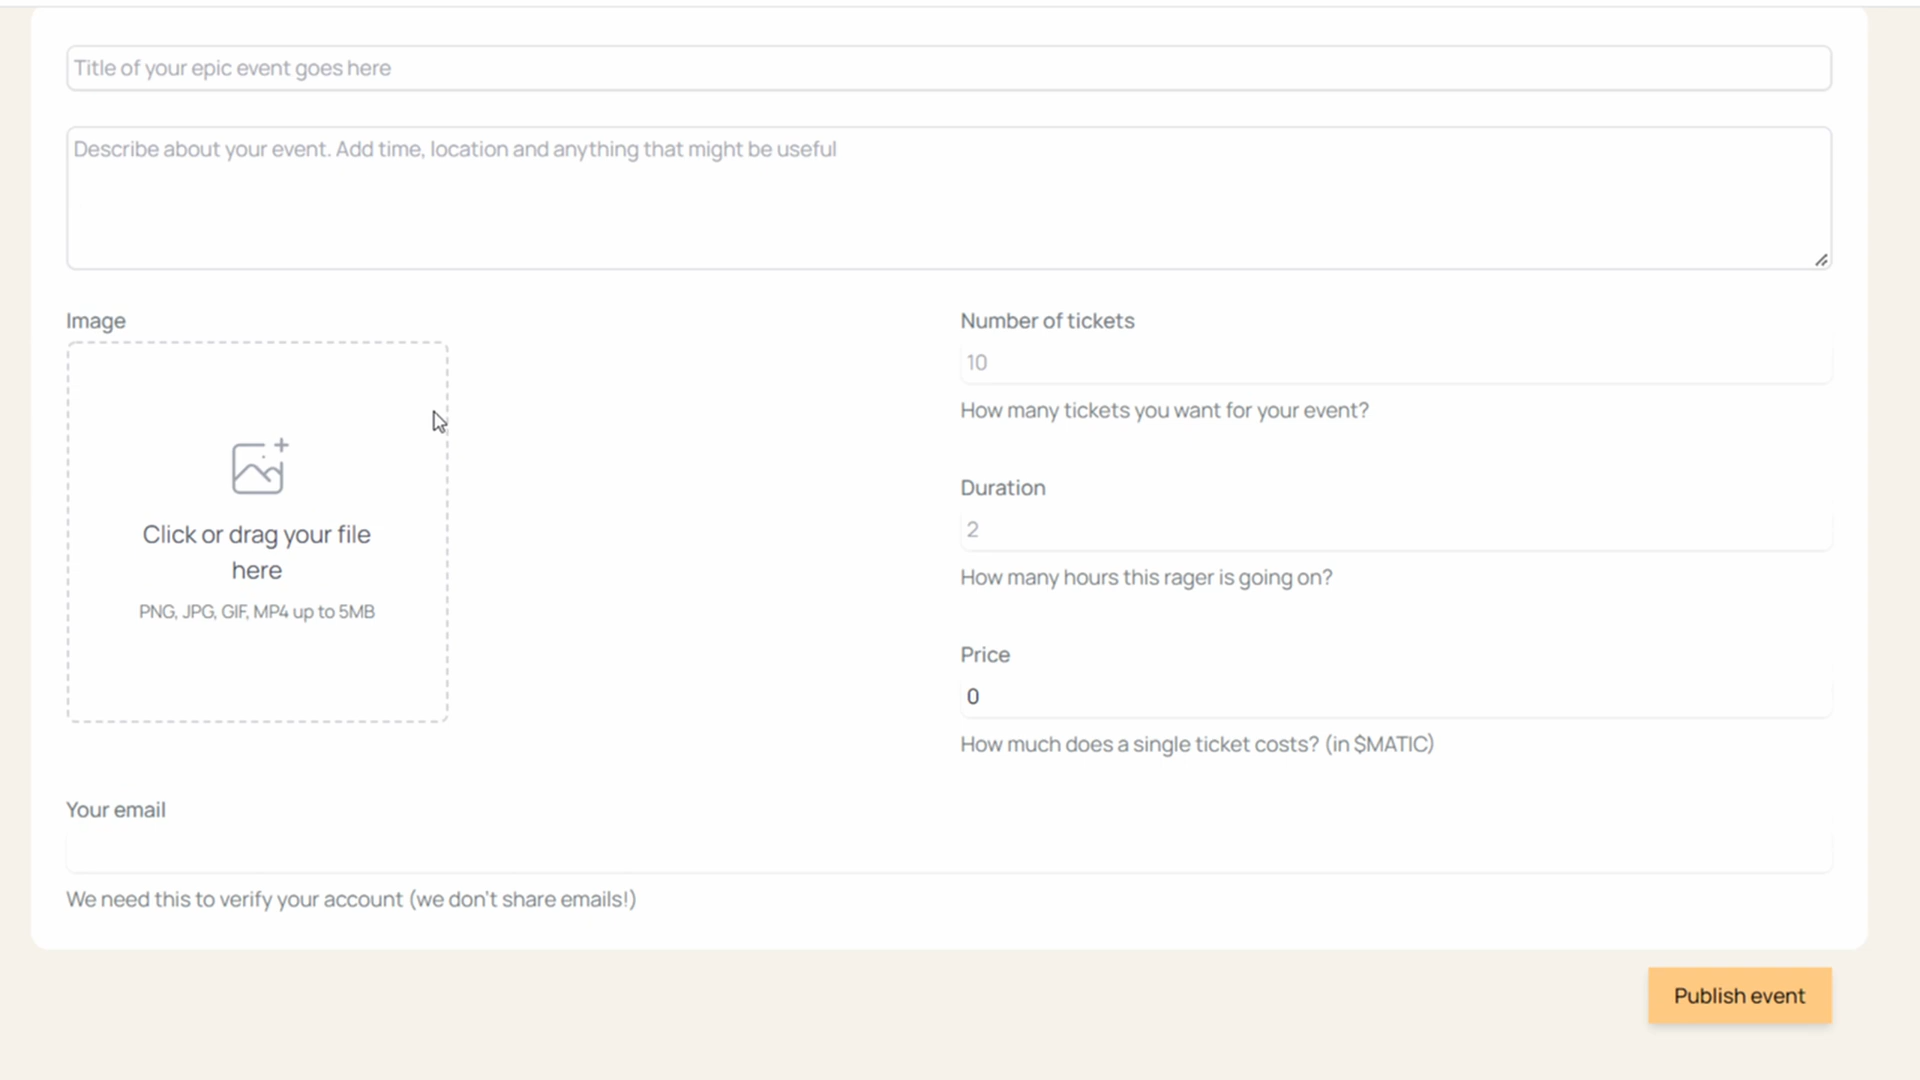 Title of your epic event goes here
Describe about your event. Add time, location and anything that might be useful
Image
Click or drag your file
here
PNG, JPG, GIF, MP4 up to 5MB
Number of tickets
10
How many tickets you want for your event?
Duration
2
How many hours this rager is going on?
Price
0
How much does a single ticket costs? (in $MATIC)
Your email
We need this to verify your account (we don't share emails!)
Publish event